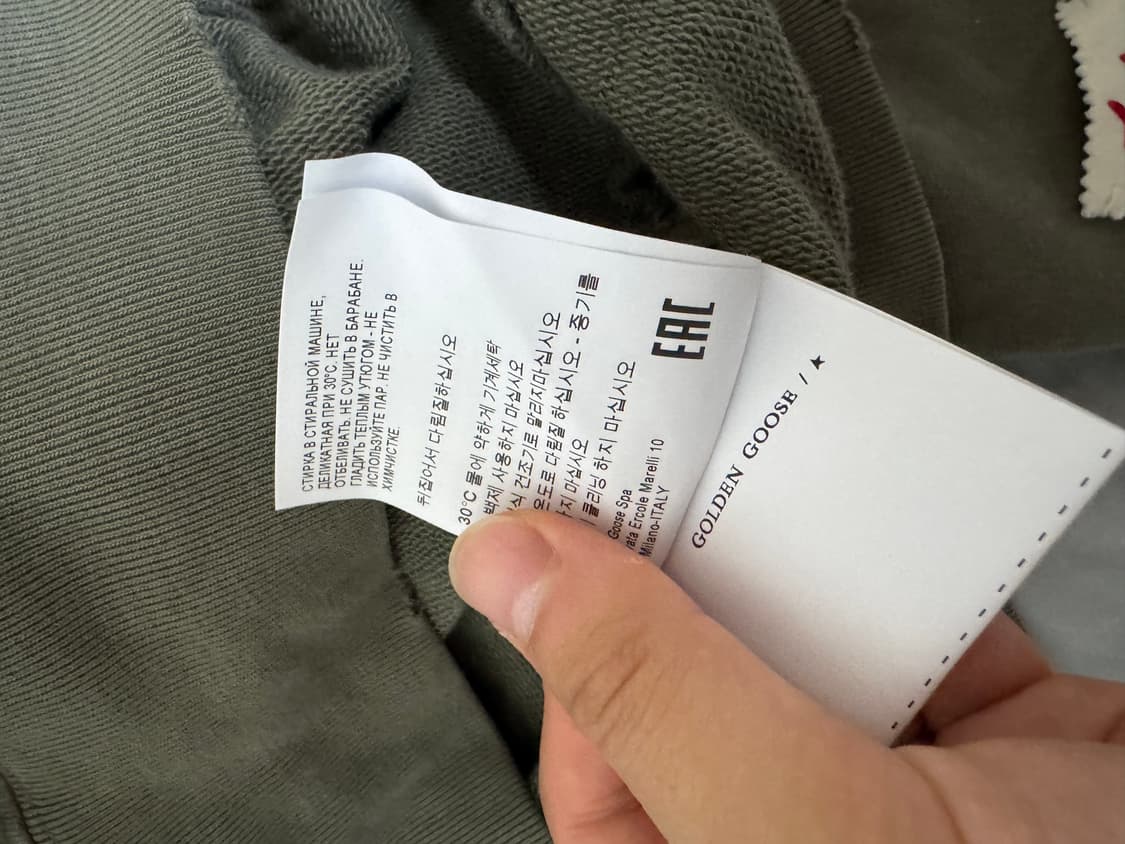 СТИРКА В СТИРАЛЬНОЙ МАШИНЕ,
ДЕЛИКАТНАЯ ПРИ 30°C. НЕТ
ОТБЕЛИВАТЬ. НЕ СУШИТЬ В БАРАБАНЕ.
ГЛАДИТЬ ТЕПЛЫМ УТЮГОМ - НЕ
ИСПОЛЬЗУЙТЕ ПАР. НЕ ЧИСТИТЬ В
ХИМЧИСТКЕ.
뒤집어서 다림질하십시오
30°C 물에 약하게 기계세탁
백제 사용하지 마십시오
식 건조기로 말리지마십시오
온도로 다림질하십시오 - 증기를
하지 마십시오
클리닝 하지 마십시오
Goose Spa
Ercole Marelli 10
Milano-ITALY
EAC
GOLDEN GOOSE / ★